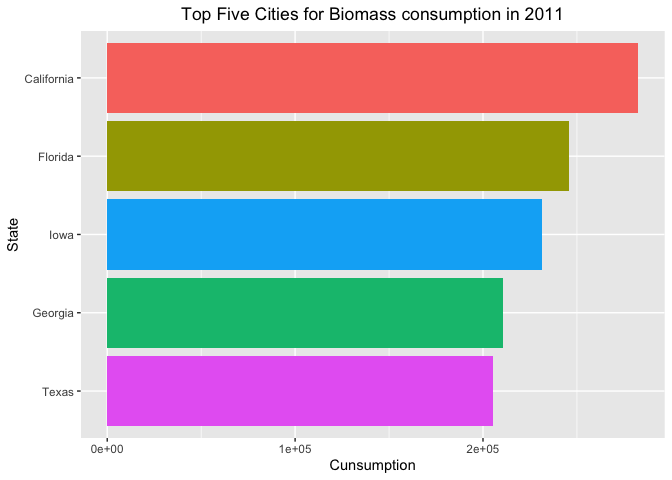 Top Five Cities for Biomass consumption in 2011
California
Florida
Iowa
Georgia
Texas
State
0e+00 1e+05 2e+05
Cunsumption